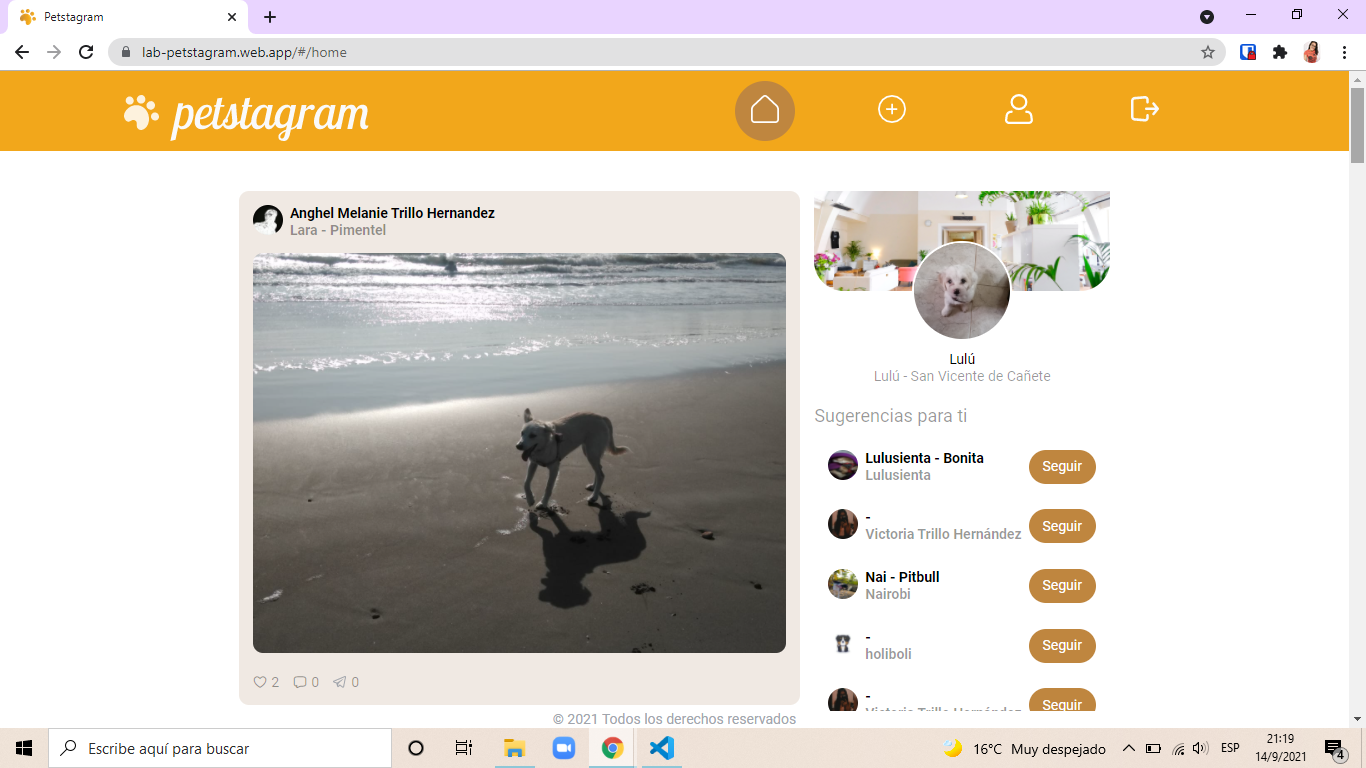 Petstagram
lab-petstagram.web.app/#/home
petstagram
Anghel Melanie Trillo Hernandez
Lara - Pimentel
2 0 0
Lulú
Lulú - San Vicente de Cañete
Sugerencias para ti
Lulusienta - Bonita
Lulusienta
Seguir
-
Victoria Trillo Hernández
Seguir
Nai - Pitbull
Nairobi
Seguir
-
holiboli
Seguir
-
Victoria Trillo Hernández
Seguir
© 2021 Todos los derechos reservados
Escribe aquí para buscar
16°C Muy despejado
ESP
21:19
14/9/2021
4